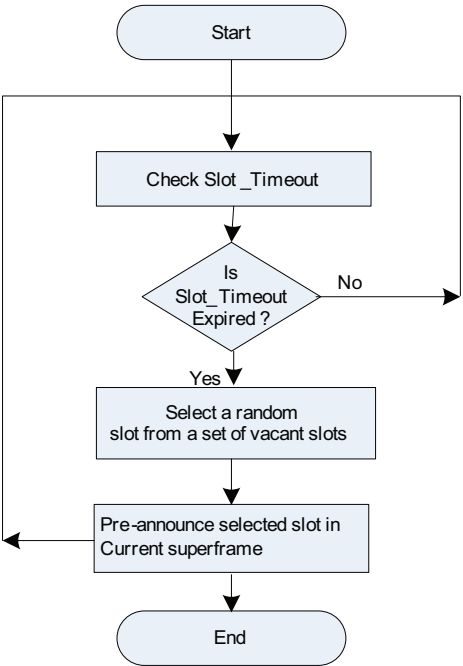 Start
Check Slot _Timeout
Is
Slot_Timeout
Expired ?
No
Yes
Select a random
slot from a set of vacant slots
Pre-announce selected slot in
Current superframe
End